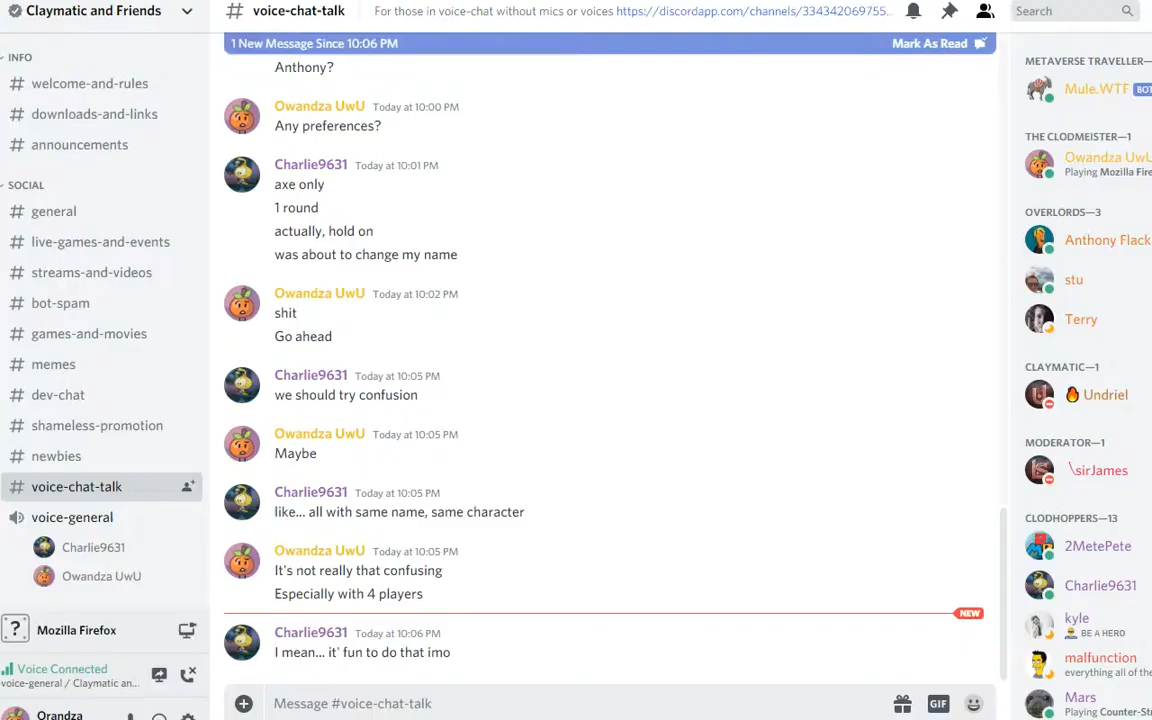 Claymatic and Friends
INFO
# welcome-and-rules
# downloads-and-links
# announcements
SOCIAL
# general
# live-games-and-events
# streams-and-videos
# bot-spam
# games-and-movies
# memes
# dev-chat
# shameless-promotion
# newbies
# voice-chat-talk
voice-general
Charlie9631
Owandza UwU
? Mozilla Firefox
Voice Connected
voice-general / Claymatic an...
Orandza
# voice-chat-talk For those in voice-chat without mics or voices https://discordapp.com/channels/334342069755...
Search
1 New Message Since 10:06 PM Mark As Read
Anthony?
Owandza UwU Today at 10:00 PM
Any preferences?
Charlie9631 Today at 10:01 PM
axe only
1 round
actually, hold on
was about to change my name
Owandza UwU Today at 10:02 PM
shit
Go ahead
Charlie9631 Today at 10:05 PM
we should try confusion
Owandza UwU Today at 10:05 PM
Maybe
Charlie9631 Today at 10:05 PM
like... all with same name, same character
Owandza UwU Today at 10:05 PM
It's not really that confusing
Especially with 4 players
NEW
Charlie9631 Today at 10:06 PM
I mean... it' fun to do that imo
Message #voice-chat-talk
GIF
METAVERSE TRAVELLER—
Mule.WTF BOT
THE CLODMEISTER—1
Owandza UwU
Playing Mozilla Fire
OVERLORDS—3
Anthony Flack
stu
Terry
CLAYMATIC—1
Undriel
MODERATOR—1
\sirJames
CLODHOPPERS—13
2MetePete
Charlie9631
kyle
BE A HERO
malfunction
everything all of the
Mars
Playing Counter-Str